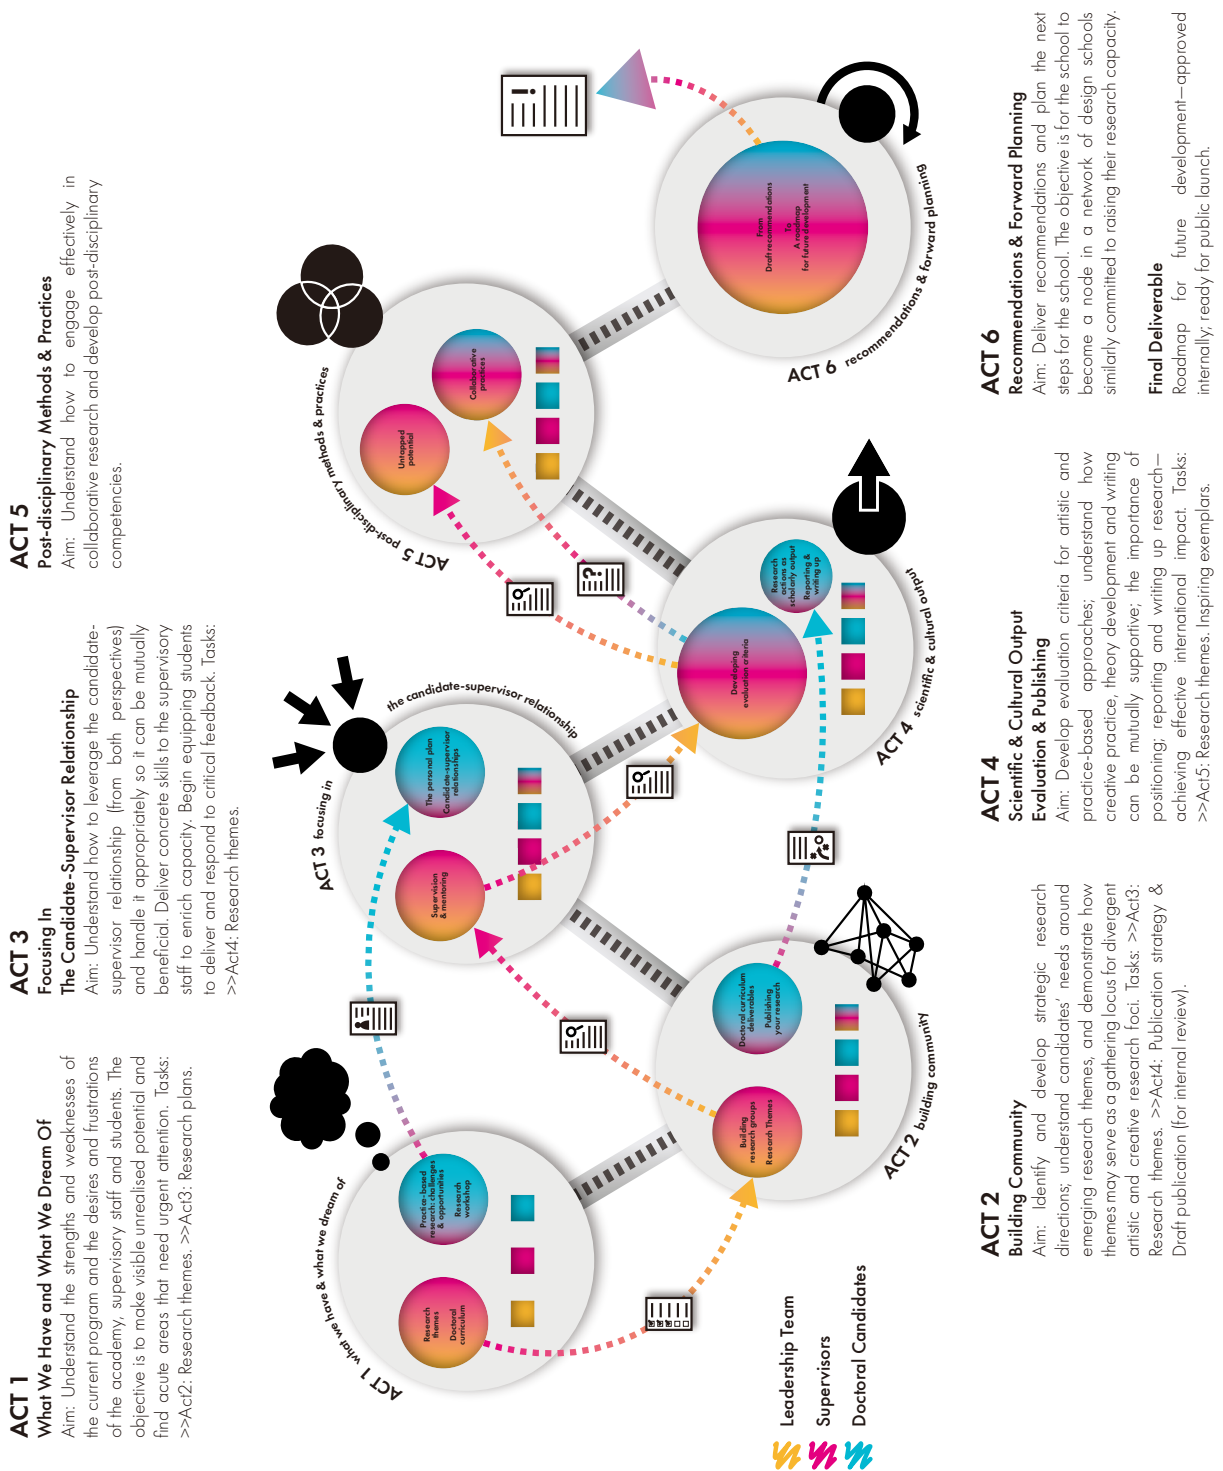 ACT 1
What We Have and What We Dream Of
Aim: Understand the strengths and weaknesses of
the current program and the desires and frustrations
of the academy, supervisory staff and students. The
objective is to make visible unrealised potential and
find acute areas that need urgent attention. Tasks:
>>Act2: Research themes. >>Act3: Research plans.
ACT 3
Focusing In
The Candidate-Supervisor Relationship
Aim: Understand how to leverage the candidate-
supervisor relationship (from both perspectives)
and handle it appropriately so it can be mutually
beneficial. Deliver concrete skills to the supervisory
staff to enrich capacity. Begin equipping students
to deliver and respond to critical feedback. Tasks:
>>Act4: Research themes.
ACT 5
Post-disciplinary Methods & Practices
Aim: Understand how to engage effectively in
collaborative research and develop post-disciplinary
competencies.
ACT 1 what we have & what we dream of
Research
themes
Doctoral
curriculum
Practice-based
research: challenges
& opportunities
Research
workshop
ACT 3 focusing in
the candidate-supervisor relationship
Supervision
& mentoring
The personal plan
Candidate-supervisor
relationships
ACT 5 post-disciplinary methods & practices
Untapped
potential
Collaborative
practices
ACT 2 building community
Building
research groups
Research Themes
Doctoral curriculum
deliverables
Publishing
your research
ACT 4 scientific & cultural output
Developing
evaluation criteria
Research
actions as
scholarly output
Reporting &
writing up
ACT 6 recommendations & forward planning
From
Draft recommendations
To
A roadmap
for future development
Leadership Team
Supervisors
Doctoral Candidates
ACT 2
Building Community
Aim: Identify and develop strategic research
directions; understand candidates' needs around
emerging research themes, and demonstrate how
themes may serve as a gathering locus for divergent
artistic and creative research foci. Tasks: >>Act3:
Research themes. >>Act4: Publication strategy &
Draft publication (for internal review).
ACT 4
Scientific & Cultural Output
Evaluation & Publishing
Aim: Develop evaluation criteria for artistic and
practice-based approaches; understand how
creative practice, theory development and writing
can be mutually supportive; the importance of
positioning; reporting and writing up research—
achieving effective international impact. Tasks:
>>Act5: Research themes. Inspiring exemplars.
ACT 6
Recommendations & Forward Planning
Aim: Deliver recommendations and plan the next
steps for the school. The objective is for the school to
become a node in a network of design schools
similarly committed to raising their research capacity.
Final Deliverable
Roadmap for future development—approved
internally; ready for public launch.